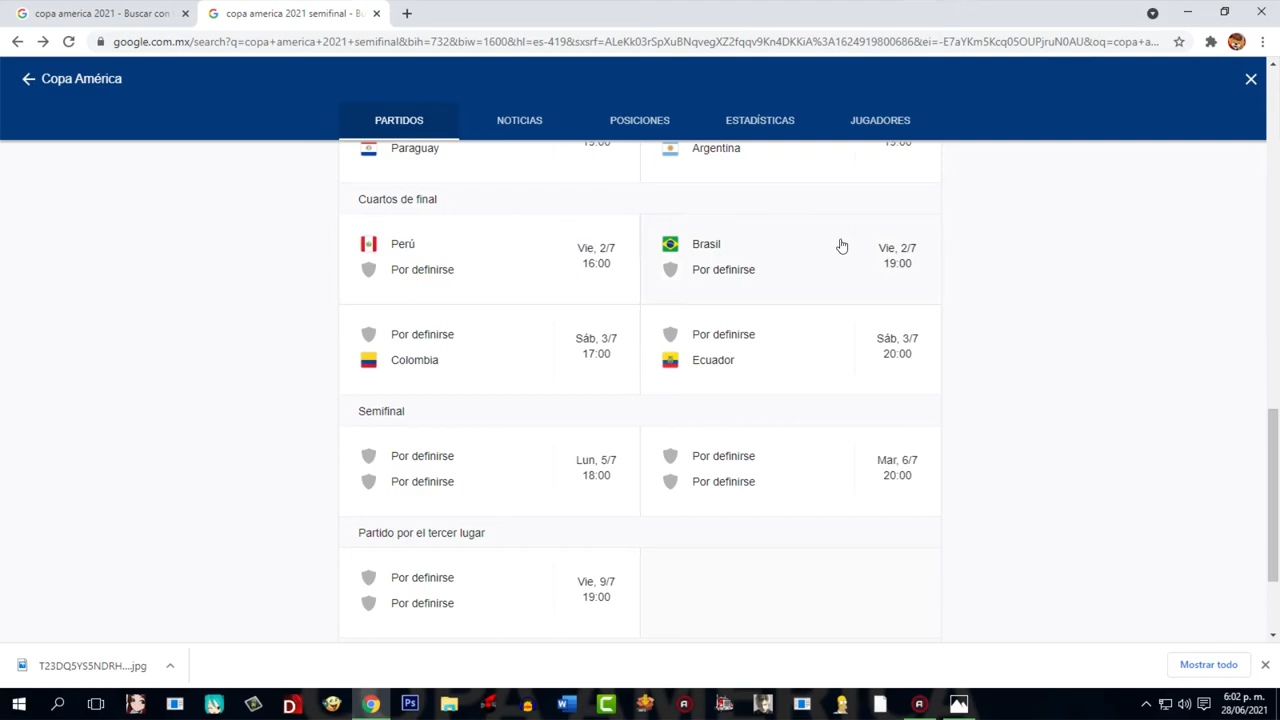 copa america 2021 - Buscar con
copa america 2021 semifinal - Bu
google.com.mx/search?q=copa+america+2021+semifinal&bih=732&biw=1600&hl=es-419&sxsrf=ALeKk03rSpXuBNqvegXZ2fqqv9Kn4DKKiA%3A1624919800686&ei=-E7aYKm5Kcq05OUPjruN0AU&oq=copa+a...
Copa América
PARTIDOS
NOTICIAS
POSICIONES
ESTADÍSTICAS
JUGADORES
Paraguay
19:00
Argentina
19:00
Cuartos de final
Perú
Por definirse
Vie, 2/7
16:00
Brasil
Por definirse
Vie, 2/7
19:00
Por definirse
Colombia
Sáb, 3/7
17:00
Por definirse
Ecuador
Sáb, 3/7
20:00
Semifinal
Por definirse
Por definirse
Lun, 5/7
18:00
Por definirse
Por definirse
Mar, 6/7
20:00
Partido por el tercer lugar
Por definirse
Por definirse
Vie, 9/7
19:00
T23DQ5YS5NDRH....jpg
Mostrar todo
6:02 p. m.
28/06/2021